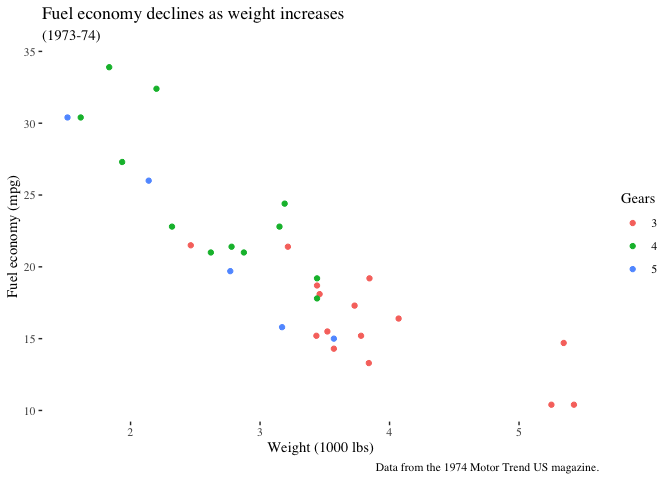 Fuel economy declines as weight increases
(1973-74)
35
30
25
20
15
10
Fuel economy (mpg)
2
3
4
5
Weight (1000 lbs)
Gears
3
4
5
Data from the 1974 Motor Trend US magazine.